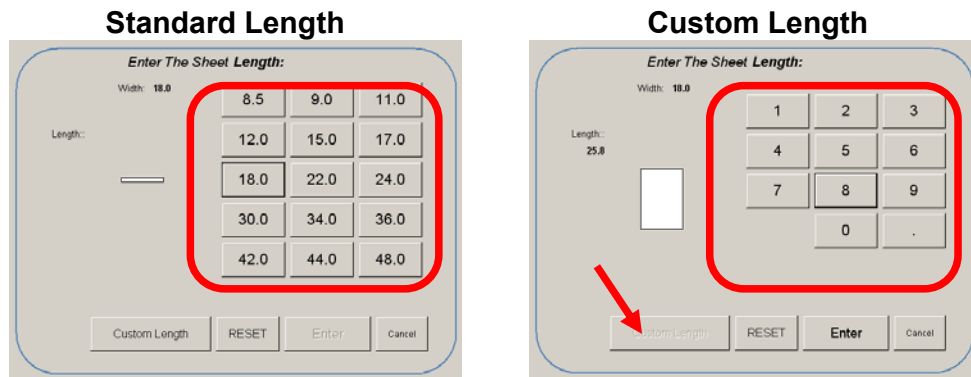 Standard Length
Enter The Sheet Length:
Width: 18.0
Length::
8.5 9.0 11.0
12.0 15.0 17.0
18.0 22.0 24.0
30.0 34.0 36.0
42.0 44.0 48.0
Custom Length RESET Enter Cancel
Custom Length
Enter The Sheet Length:
Width: 18.0
Length::
25.8
1 2 3
4 5 6
7 8 9
0 .
Custom Length RESET Enter Cancel